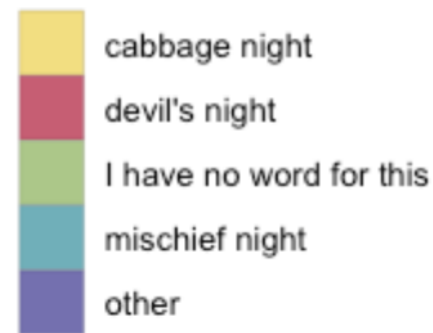 cabbage night
devil's night
I have no word for this
mischief night
other